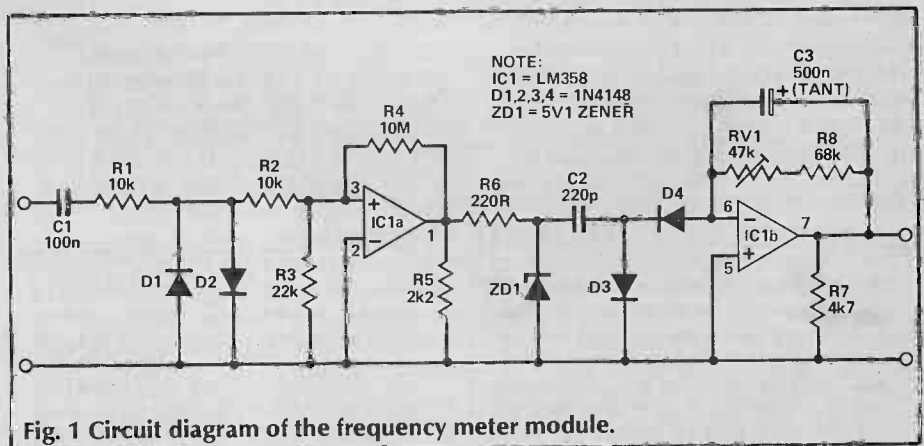 NOTE:
IC1 = LM358
D1,2,3,4 = 1N4148
ZD1 = 5V1 ZENER
C3
500n
+ (TANT)
R4
10M
RV1
47k
R8
68k
R1
10k
R2
10k
R6
220R
C2
220p
D4
3
+
IC1a
1
2
−
6
−
IC1b
7
5
+
C1
100n
D1
D2
R3
22k
R5
2k2
ZD1
D3
R7
4k7
Fig. 1 Circuit diagram of the frequency meter module.